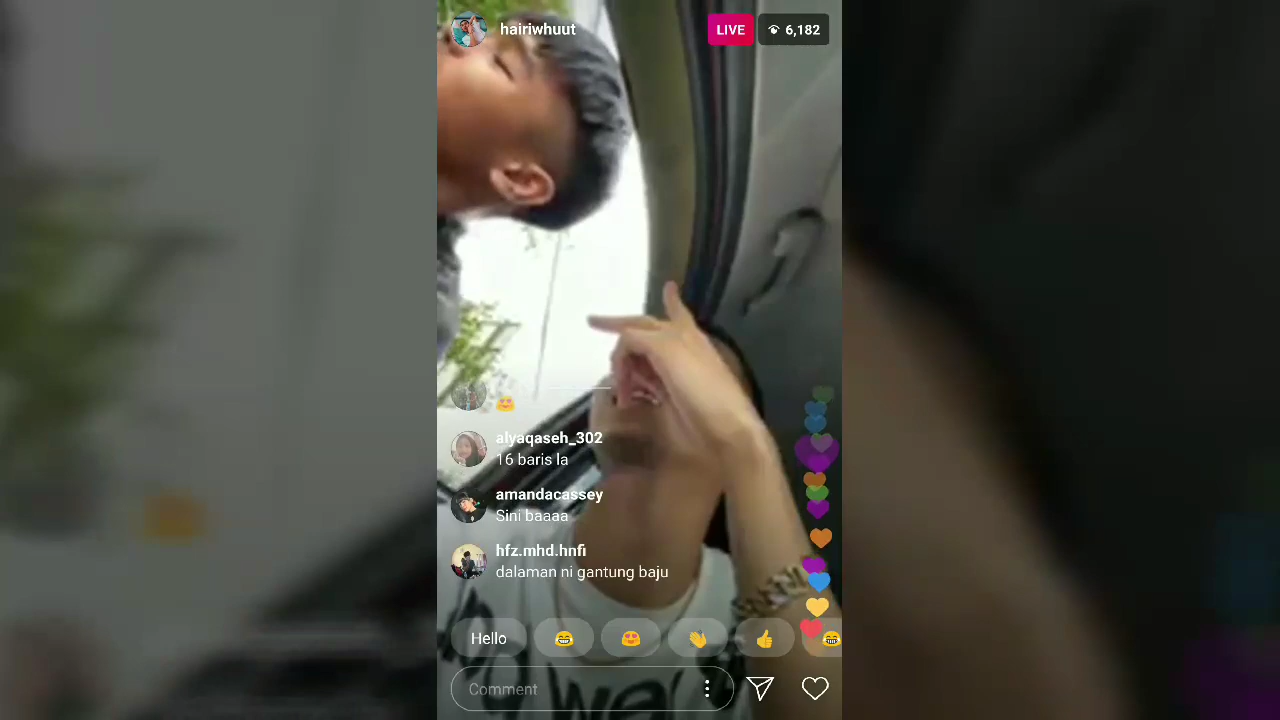 hairiwhuut
LIVE
6,182
alyaqaseh_302
16 baris la
amandacassey
Sini baaaa
hfz.mhd.hnfi
dalaman ni gantung baju
Hello
Comment